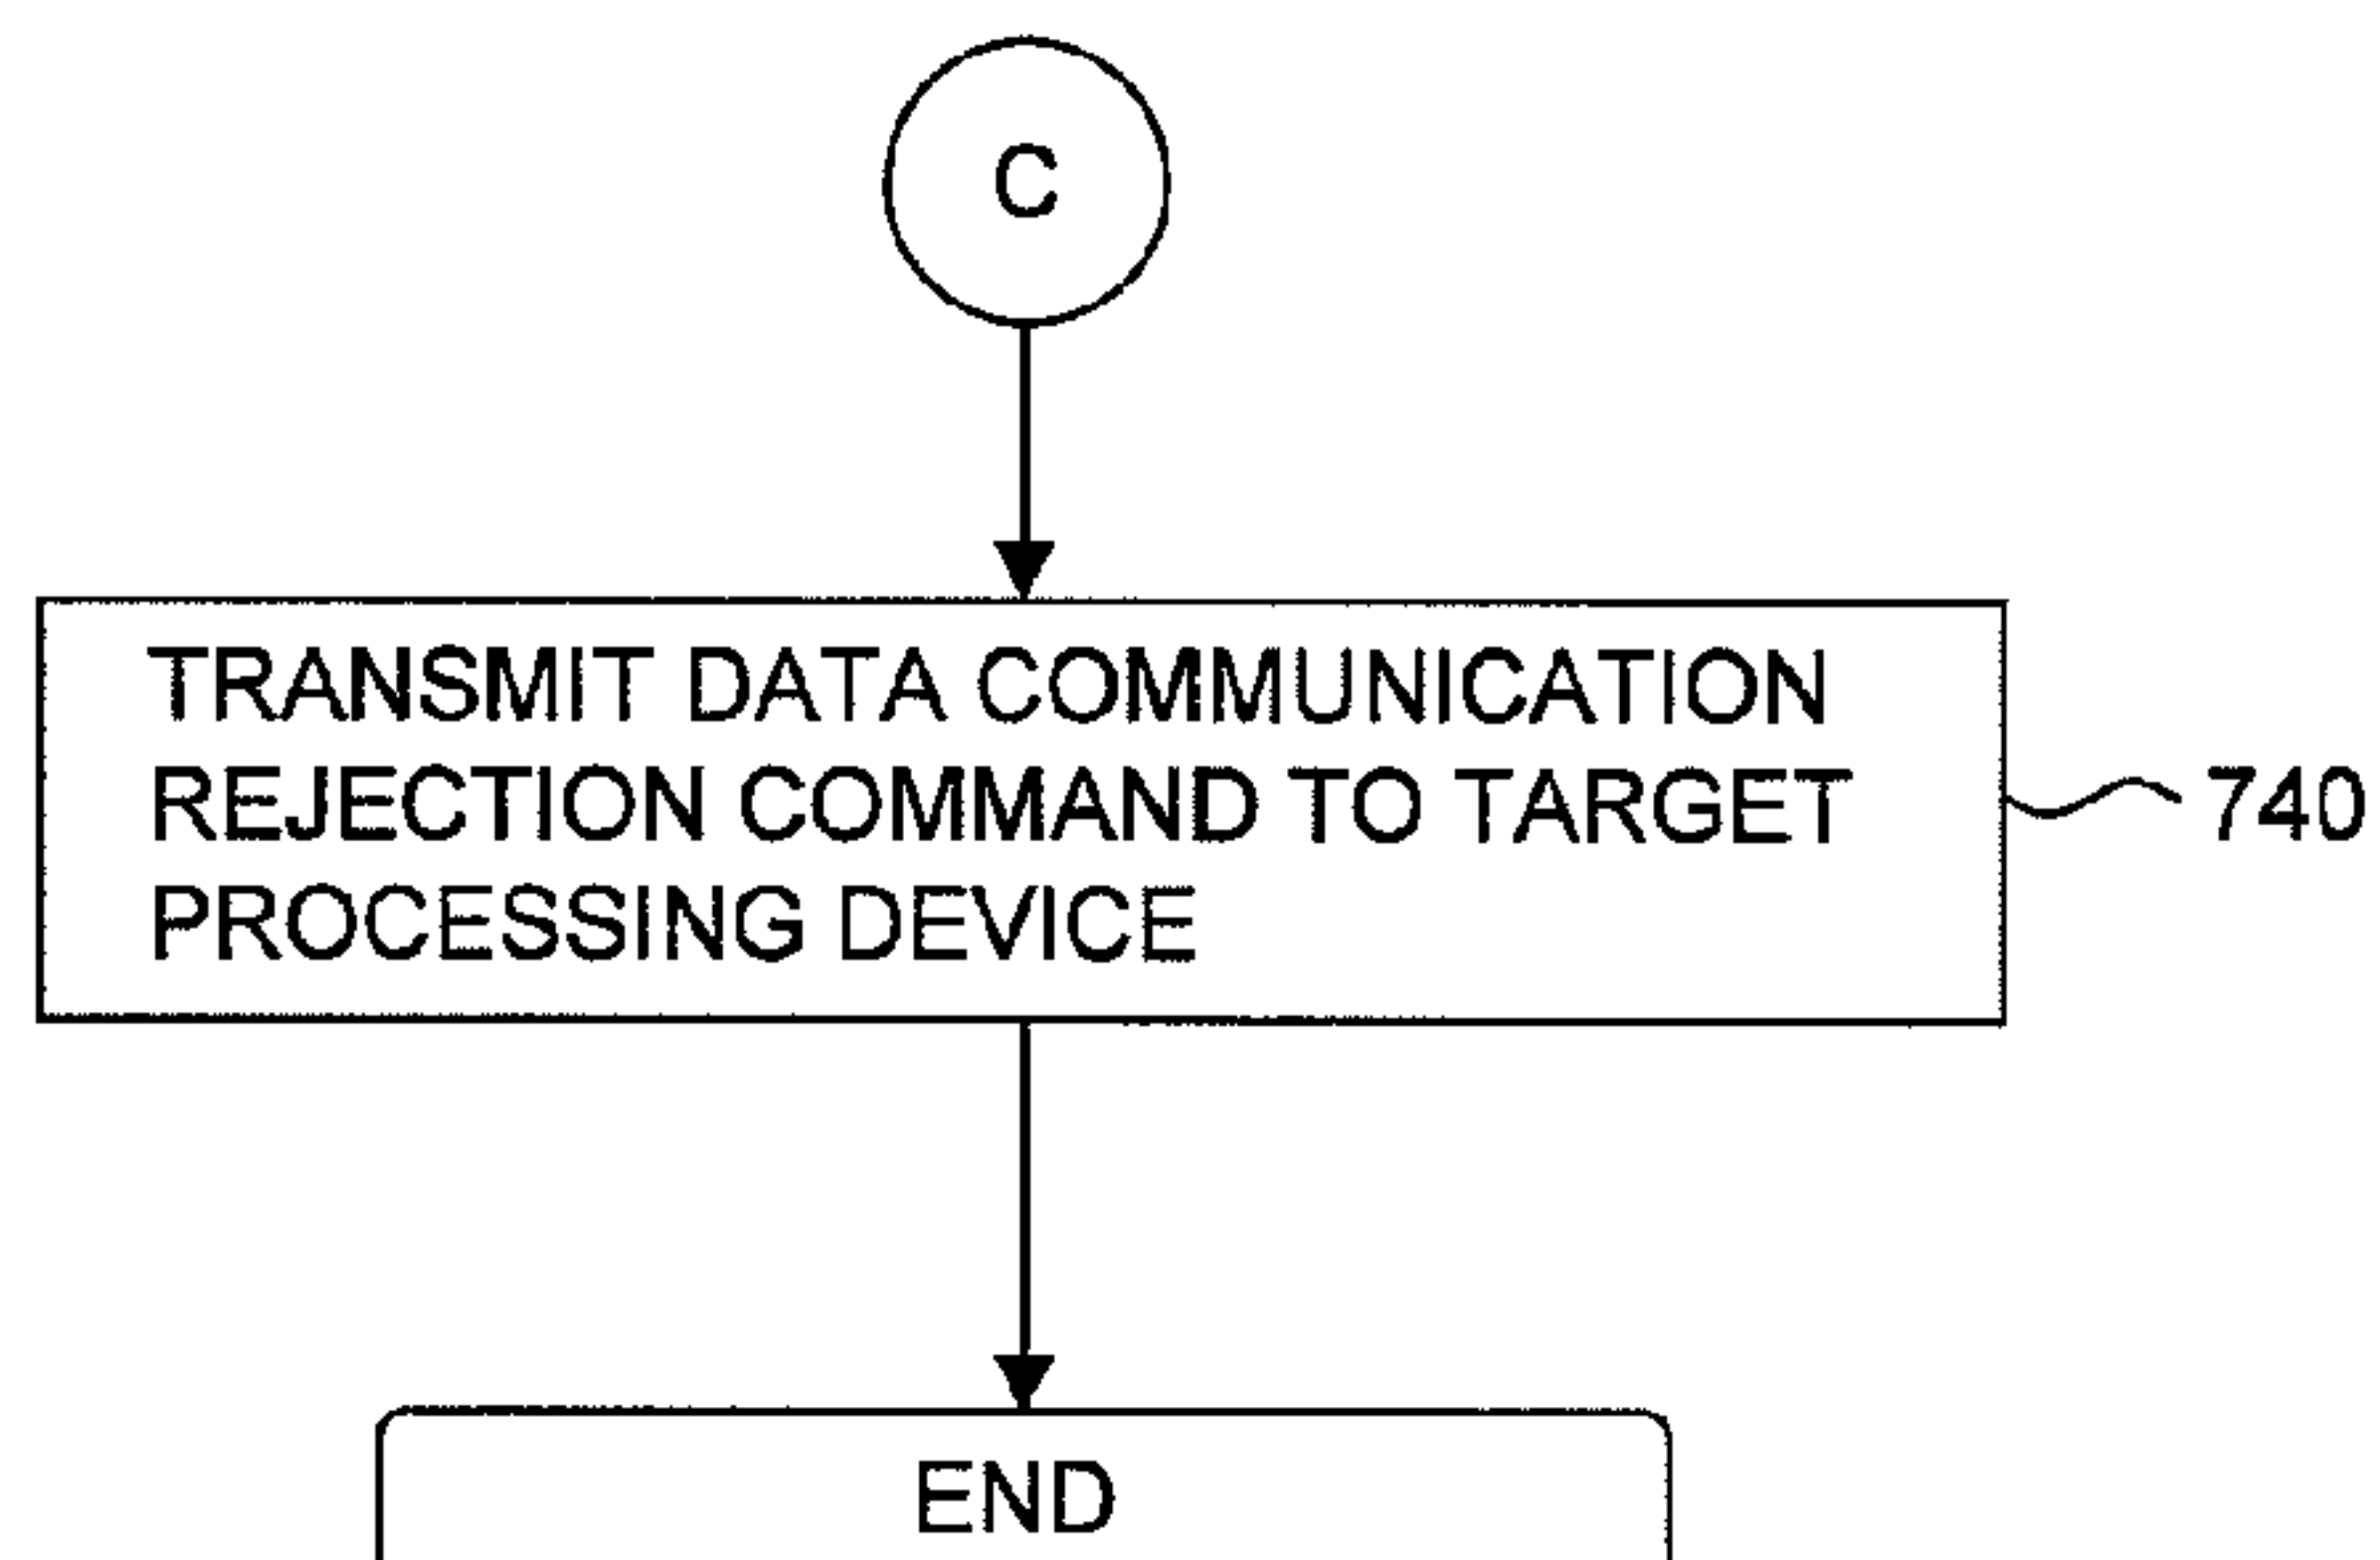 C
TRANSMIT DATA COMMUNICATION
REJECTION COMMAND TO TARGET
PROCESSING DEVICE
740
END